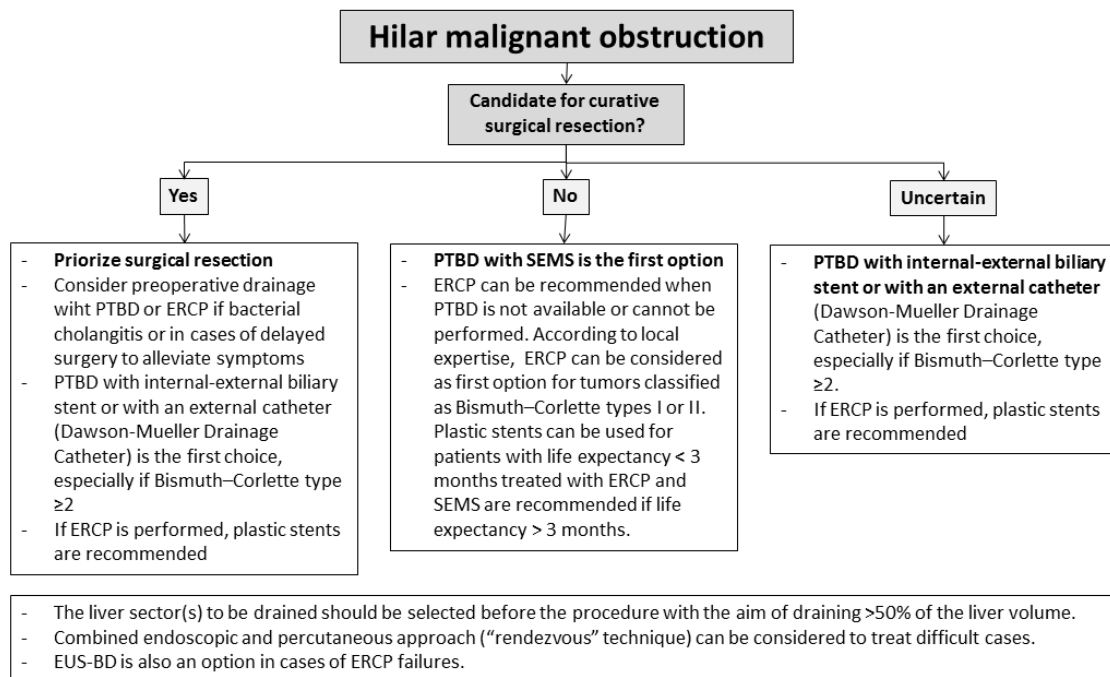 Hilar malignant obstruction
Candidate for curative
surgical resection?
Yes
No
Uncertain
- Priorize surgical resection
- Consider preoperative drainage
wiht PTBD or ERCP if bacterial
cholangitis or in cases of delayed
surgery to alleviate symptoms
- PTBD with internal-external biliary
stent or with an external catheter
(Dawson-Mueller Drainage
Catheter) is the first choice,
especially if Bismuth–Corlette type
≥2
- If ERCP is performed, plastic stents
are recommended
- PTBD with SEMS is the first option
- ERCP can be recommended when
PTBD is not available or cannot be
performed. According to local
expertise, ERCP can be considered
as first option for tumors classified
as Bismuth–Corlette types I or II.
Plastic stents can be used for
patients with life expectancy < 3
months treated with ERCP and
SEMS are recommended if life
expectancy > 3 months.
- PTBD with internal-external biliary
stent or with an external catheter
(Dawson-Mueller Drainage
Catheter) is the first choice,
especially if Bismuth–Corlette type
≥2.
- If ERCP is performed, plastic stents
are recommended
- The liver sector(s) to be drained should be selected before the procedure with the aim of draining >50% of the liver volume.
- Combined endoscopic and percutaneous approach (“rendezvous” technique) can be considered to treat difficult cases.
- EUS-BD is also an option in cases of ERCP failures.